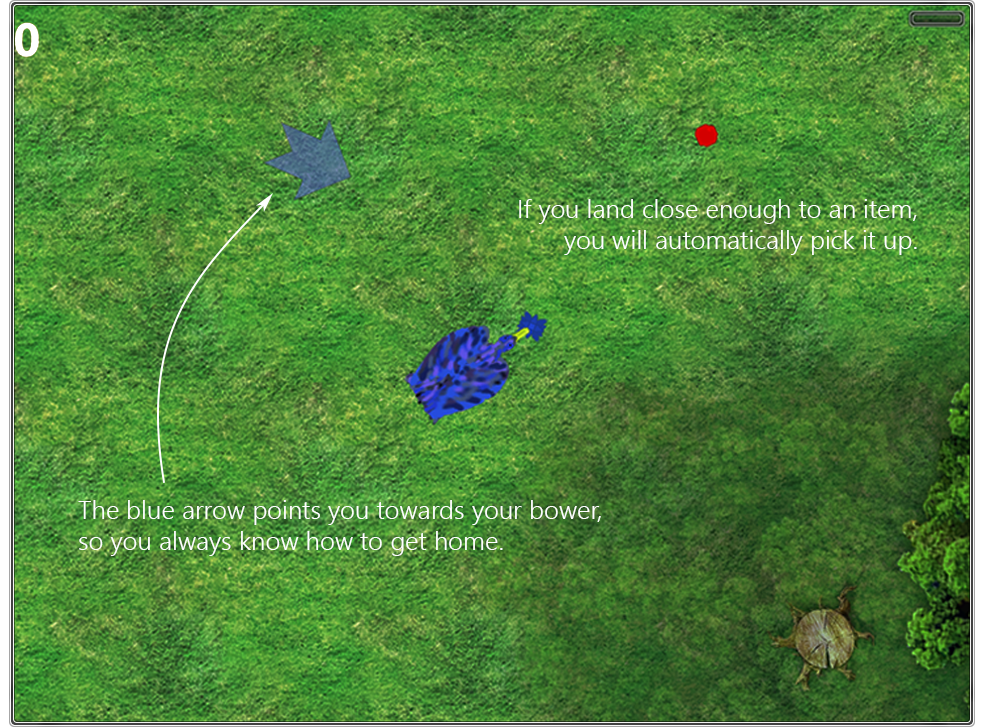 0
If you land close enough to an item,
you will automatically pick it up.
The blue arrow points you towards your bower,
so you always know how to get home.